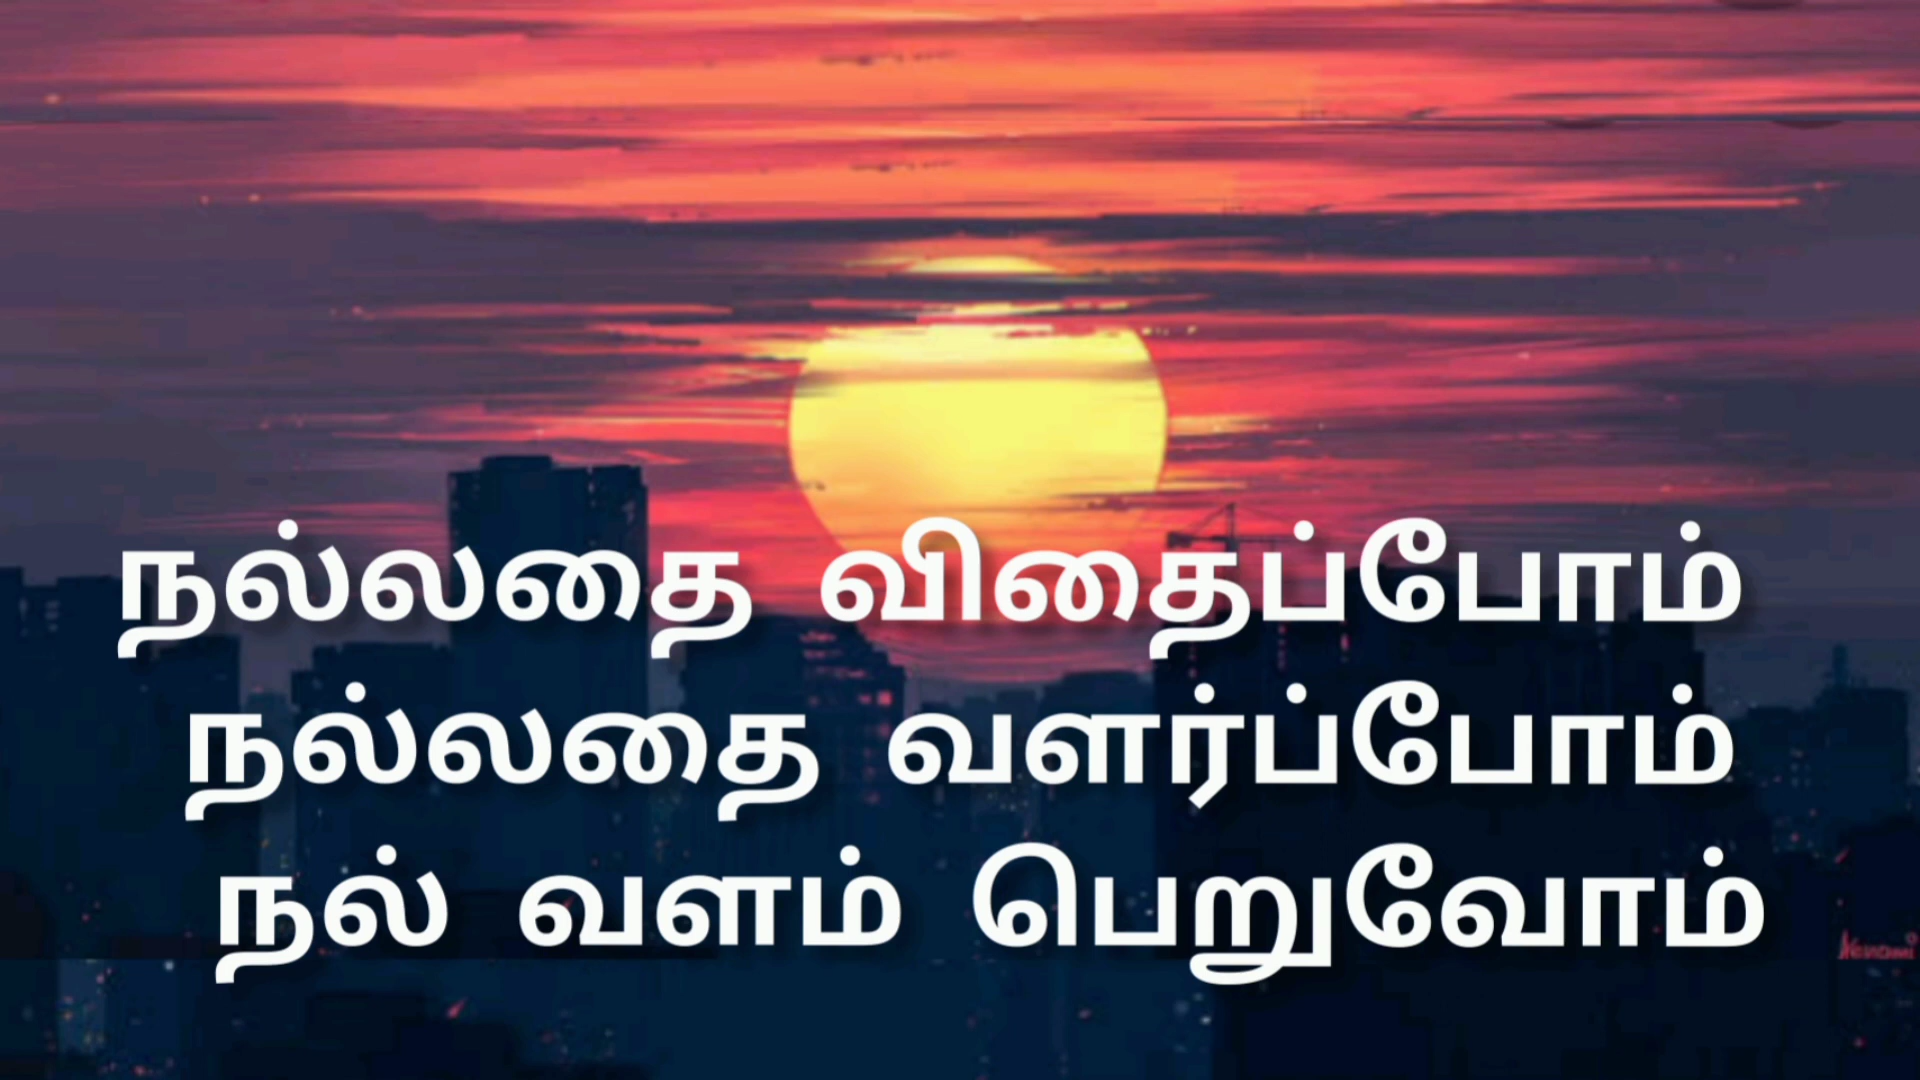 நல்லதை விதைப்போம்
நல்லதை வளர்ப்போம்
நல் வளம் பெறுவோம்